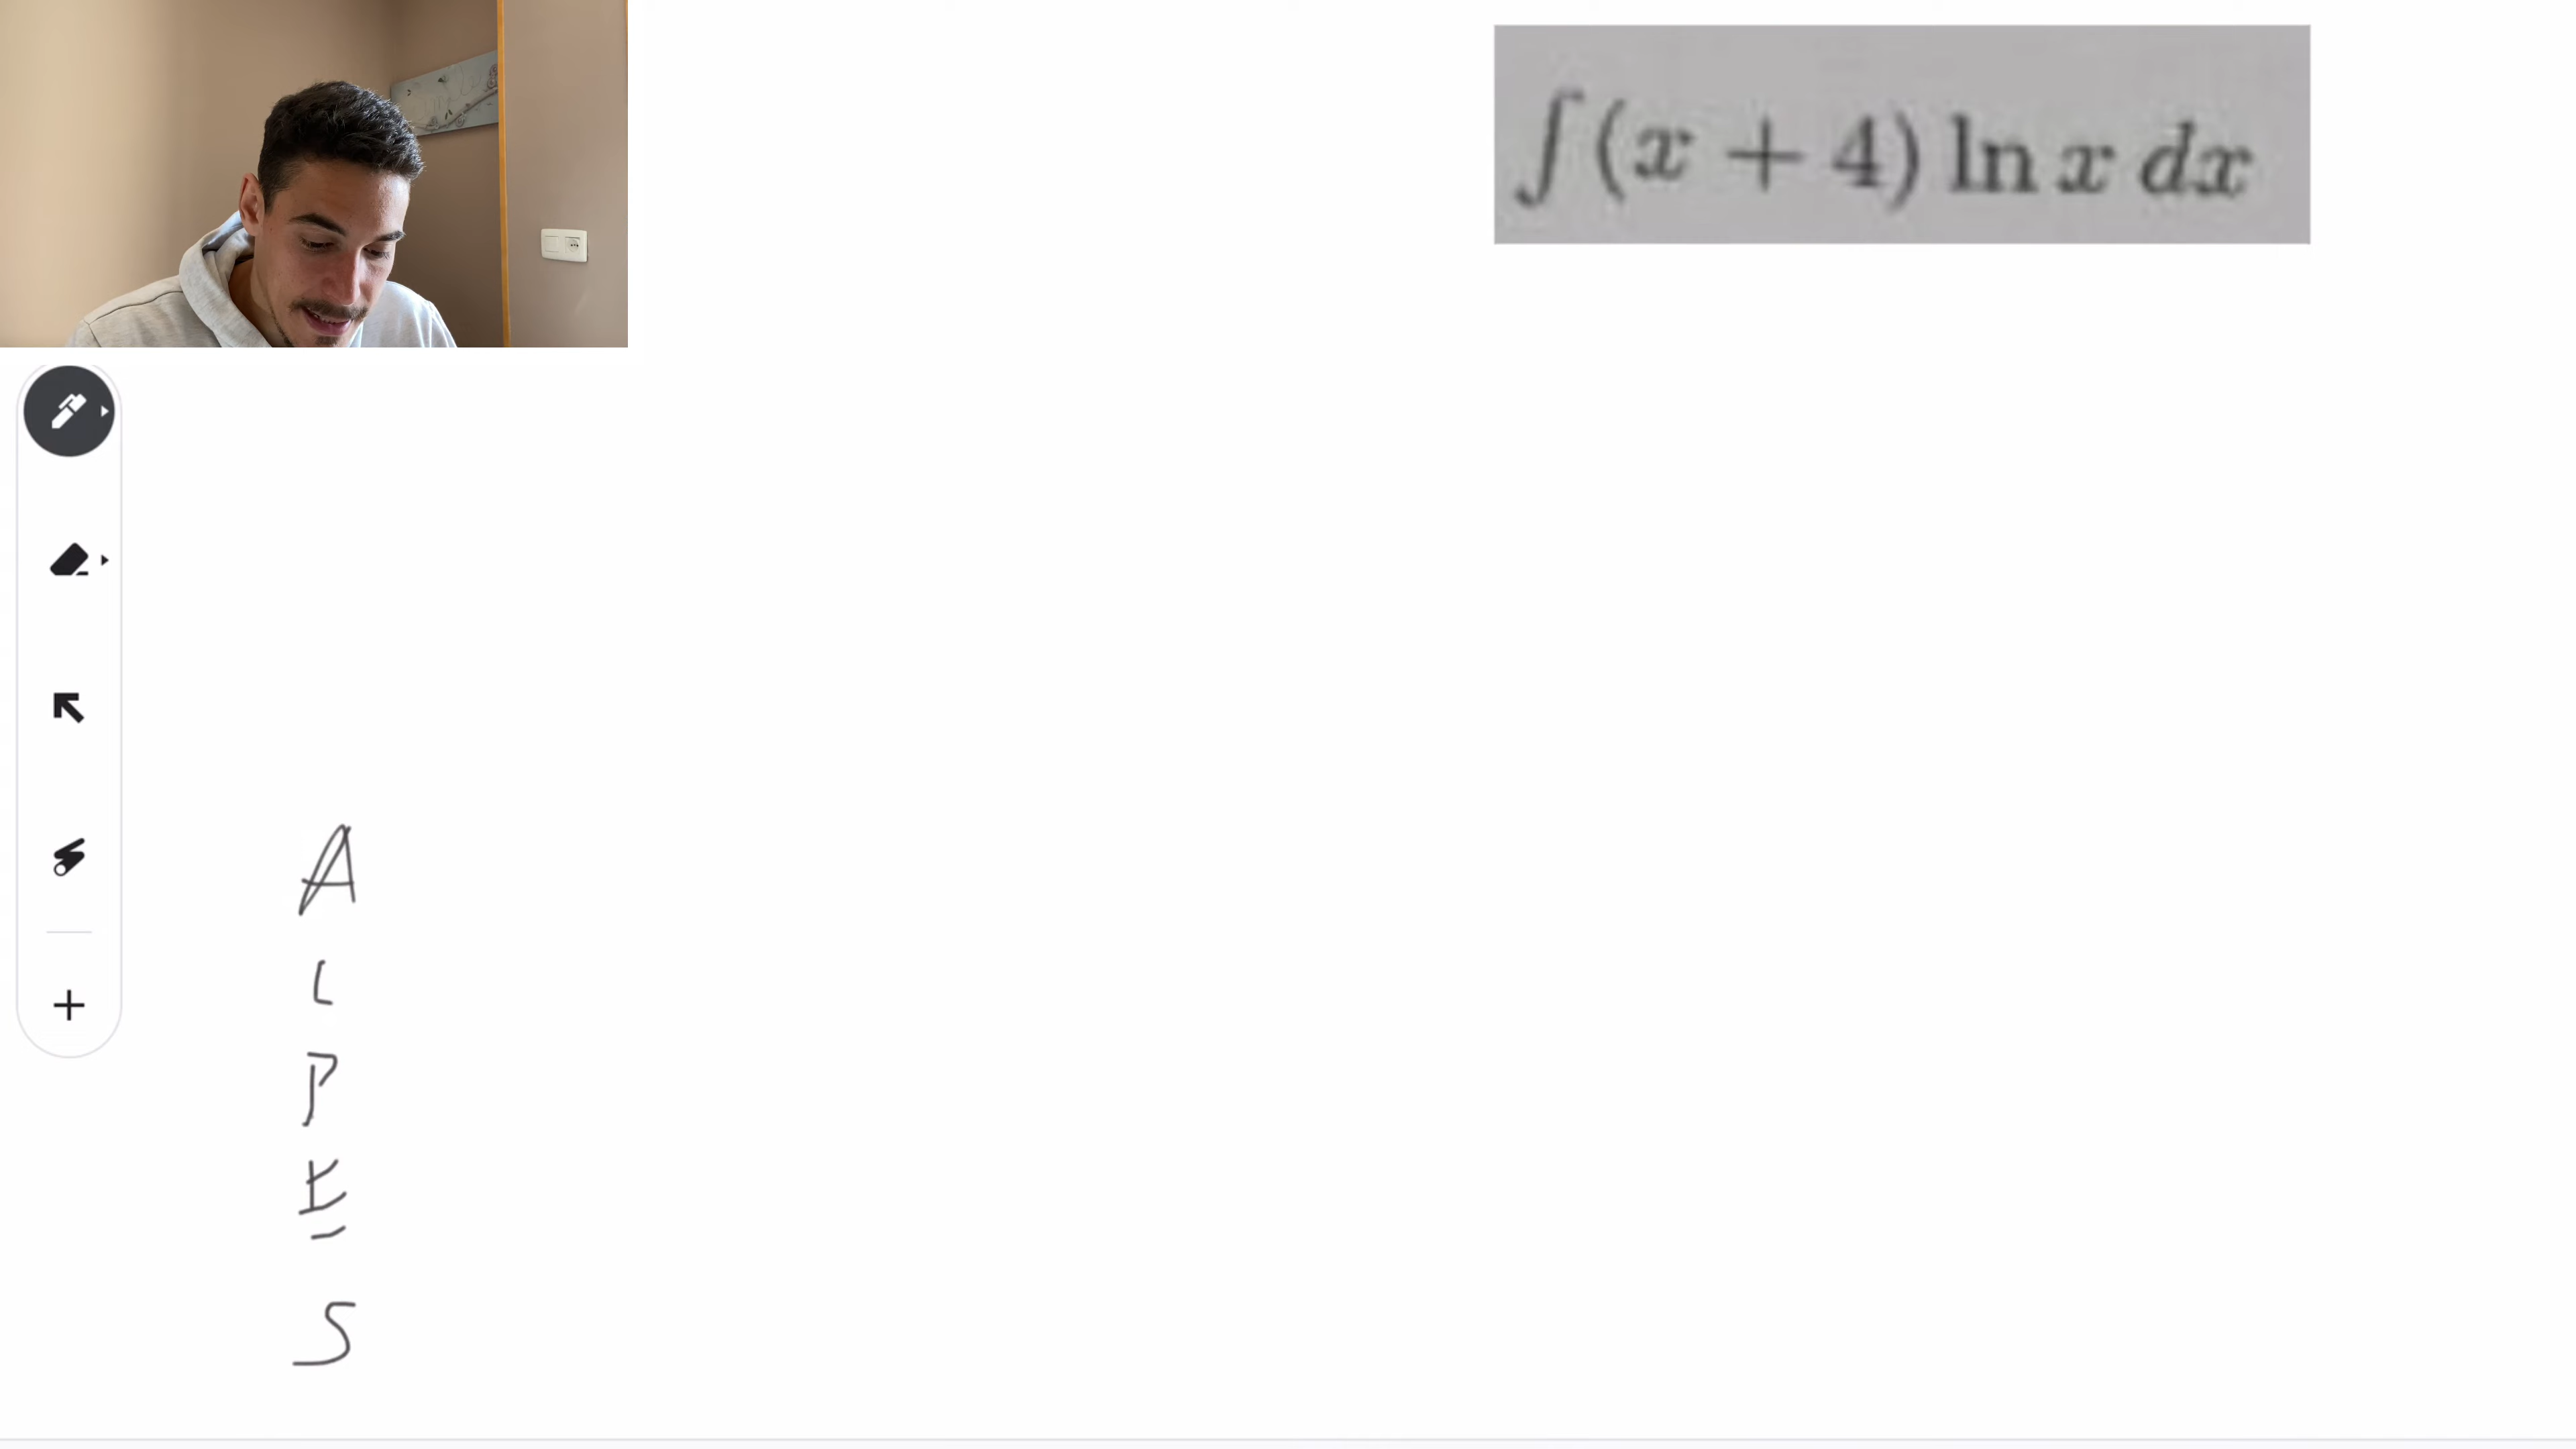 ∫(x + 4) ln x dx
A
L
P
E
S